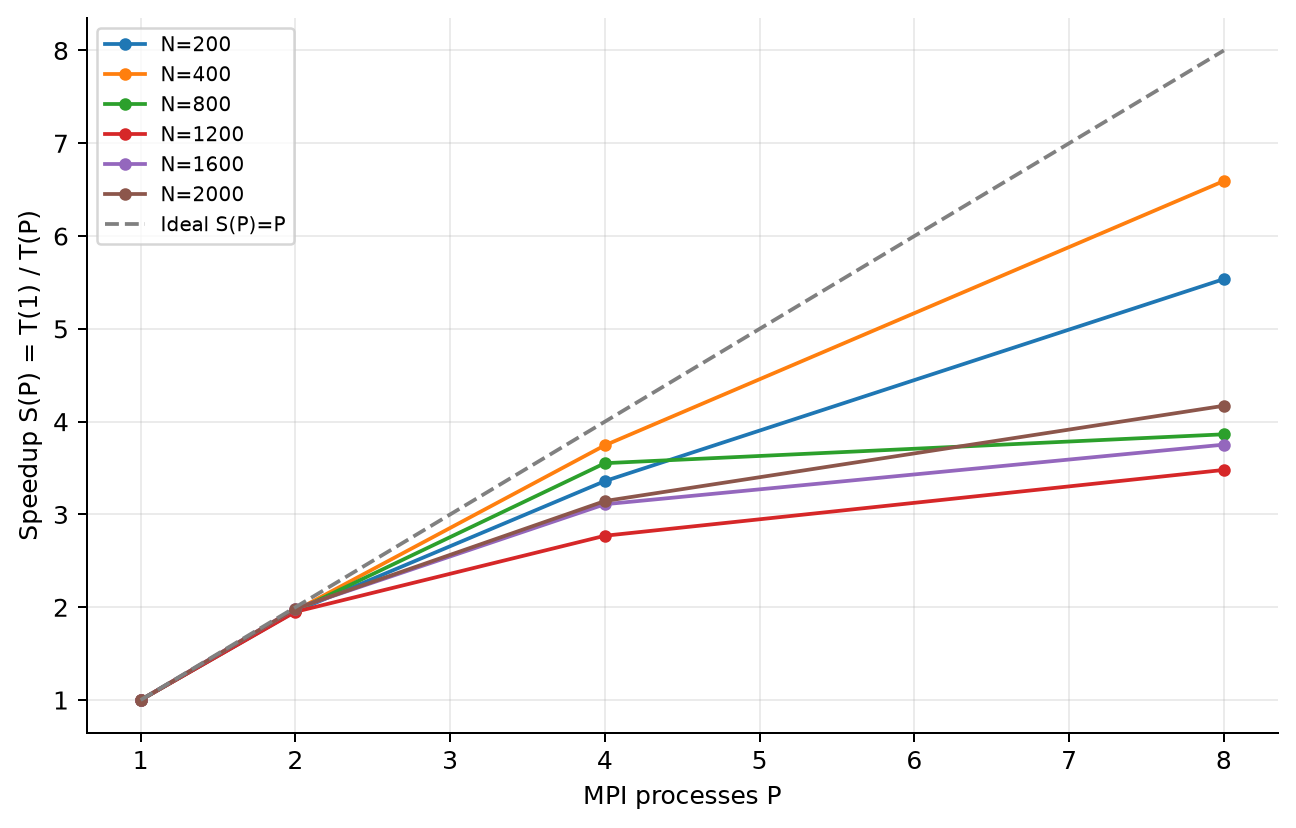 N=200
N=400
N=800
N=1200
N=1600
N=2000
Ideal S(P)=P
Speedup S(P) = T(1) / T(P)
8
7
6
5
4
3
2
1
1 2 3 4 5 6 7 8
MPI processes P